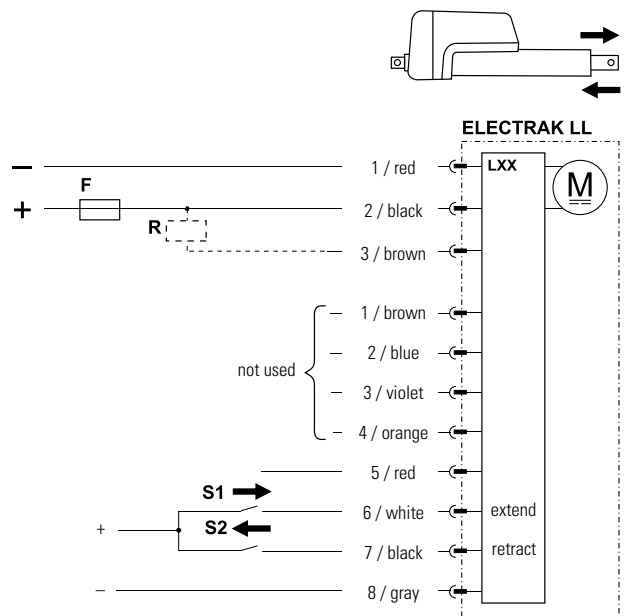 ELECTRAK LL
− 1 / red LXX M
F
+ 2 / black
R
3 / brown
1 / brown
2 / blue
not used
3 / violet
4 / orange
5 / red
S1
6 / white extend
+ S2
7 / black retract
− 8 / gray